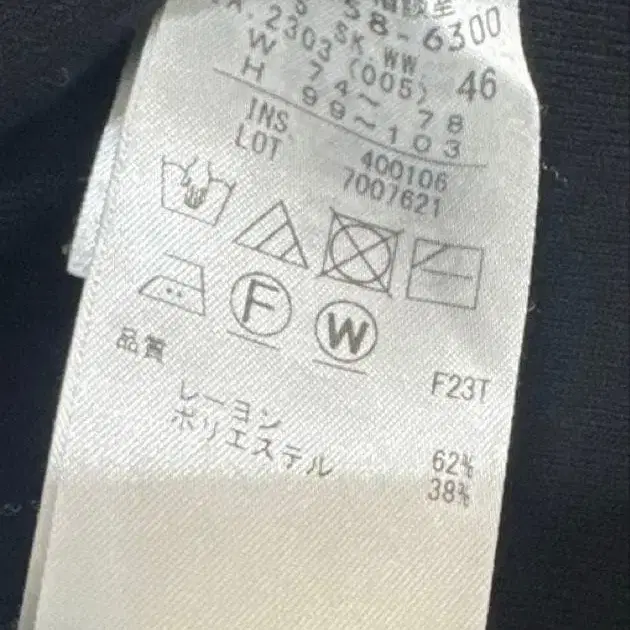 58-6300
2303 SK WW. 46
W (005)
H 74～ 78
99～103
INS. 400106
LOT 7007621
F
W
品質 F23T
レーヨン 62%
ポリエステル 38%